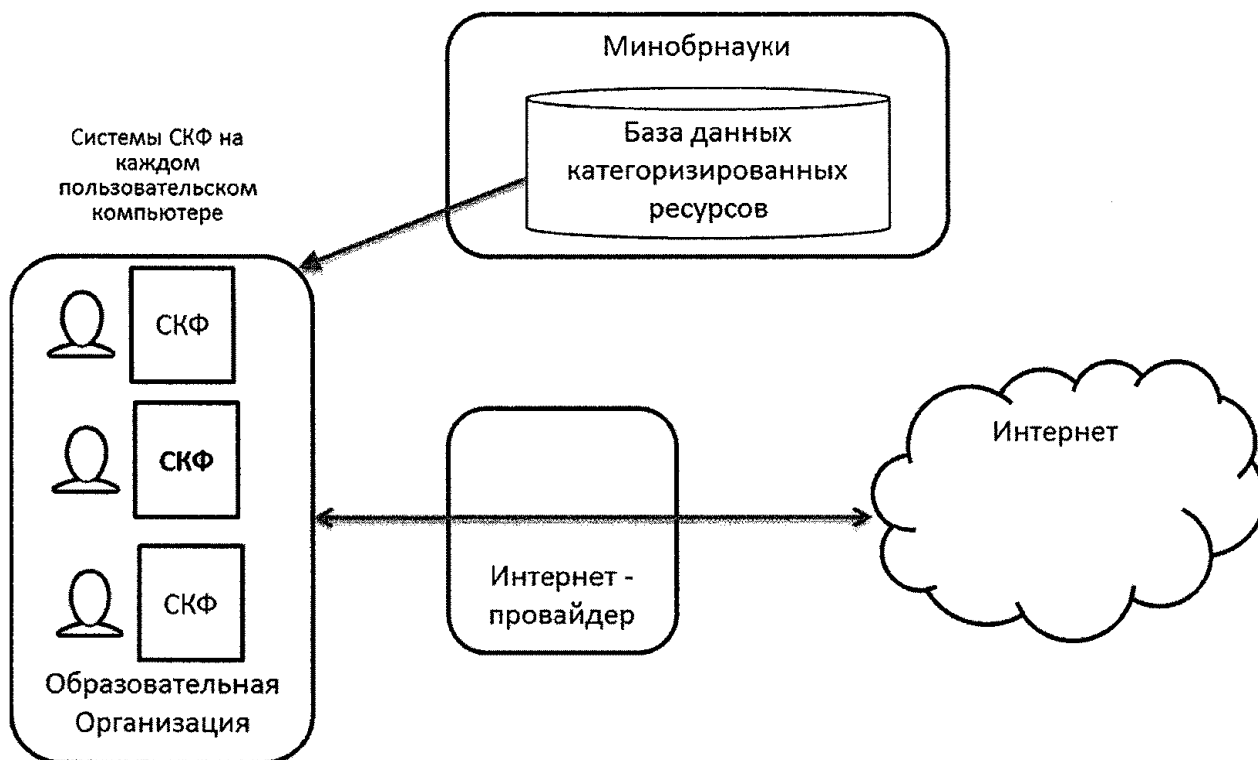 Минобрнауки
База данных
категоризированных
ресурсов
Системы СКФ на
каждом
пользовательском
компьютере
СКФ
СКФ
СКФ
Образовательная
Организация
Интернет -
провайдер
Интернет